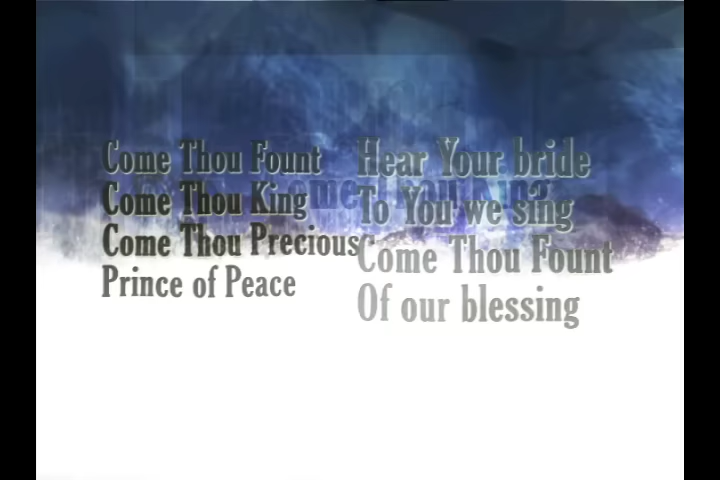 Come Thou Fount
Come Thou King
Come Thou Precious
Prince of Peace
Hear Your bride
To You we sing
Come Thou Fount
Of our blessing